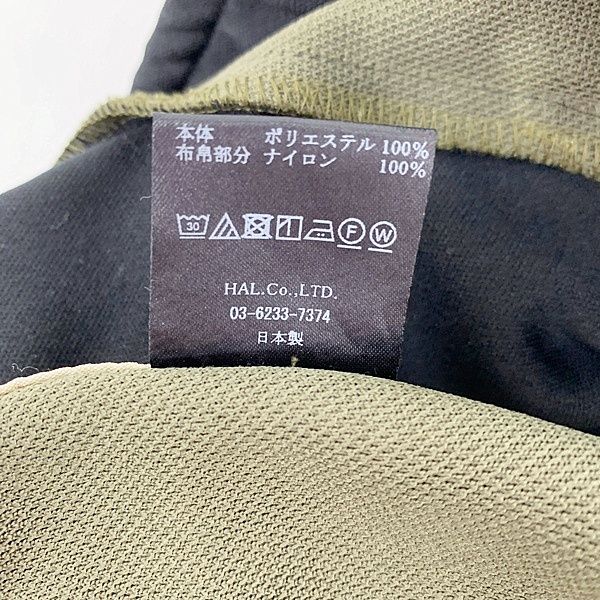 本体 ポリエステル 100%
布帛部分 ナイロン 100%
30
F W
HAL.Co.,LTD.
03-6233-7374
日本製